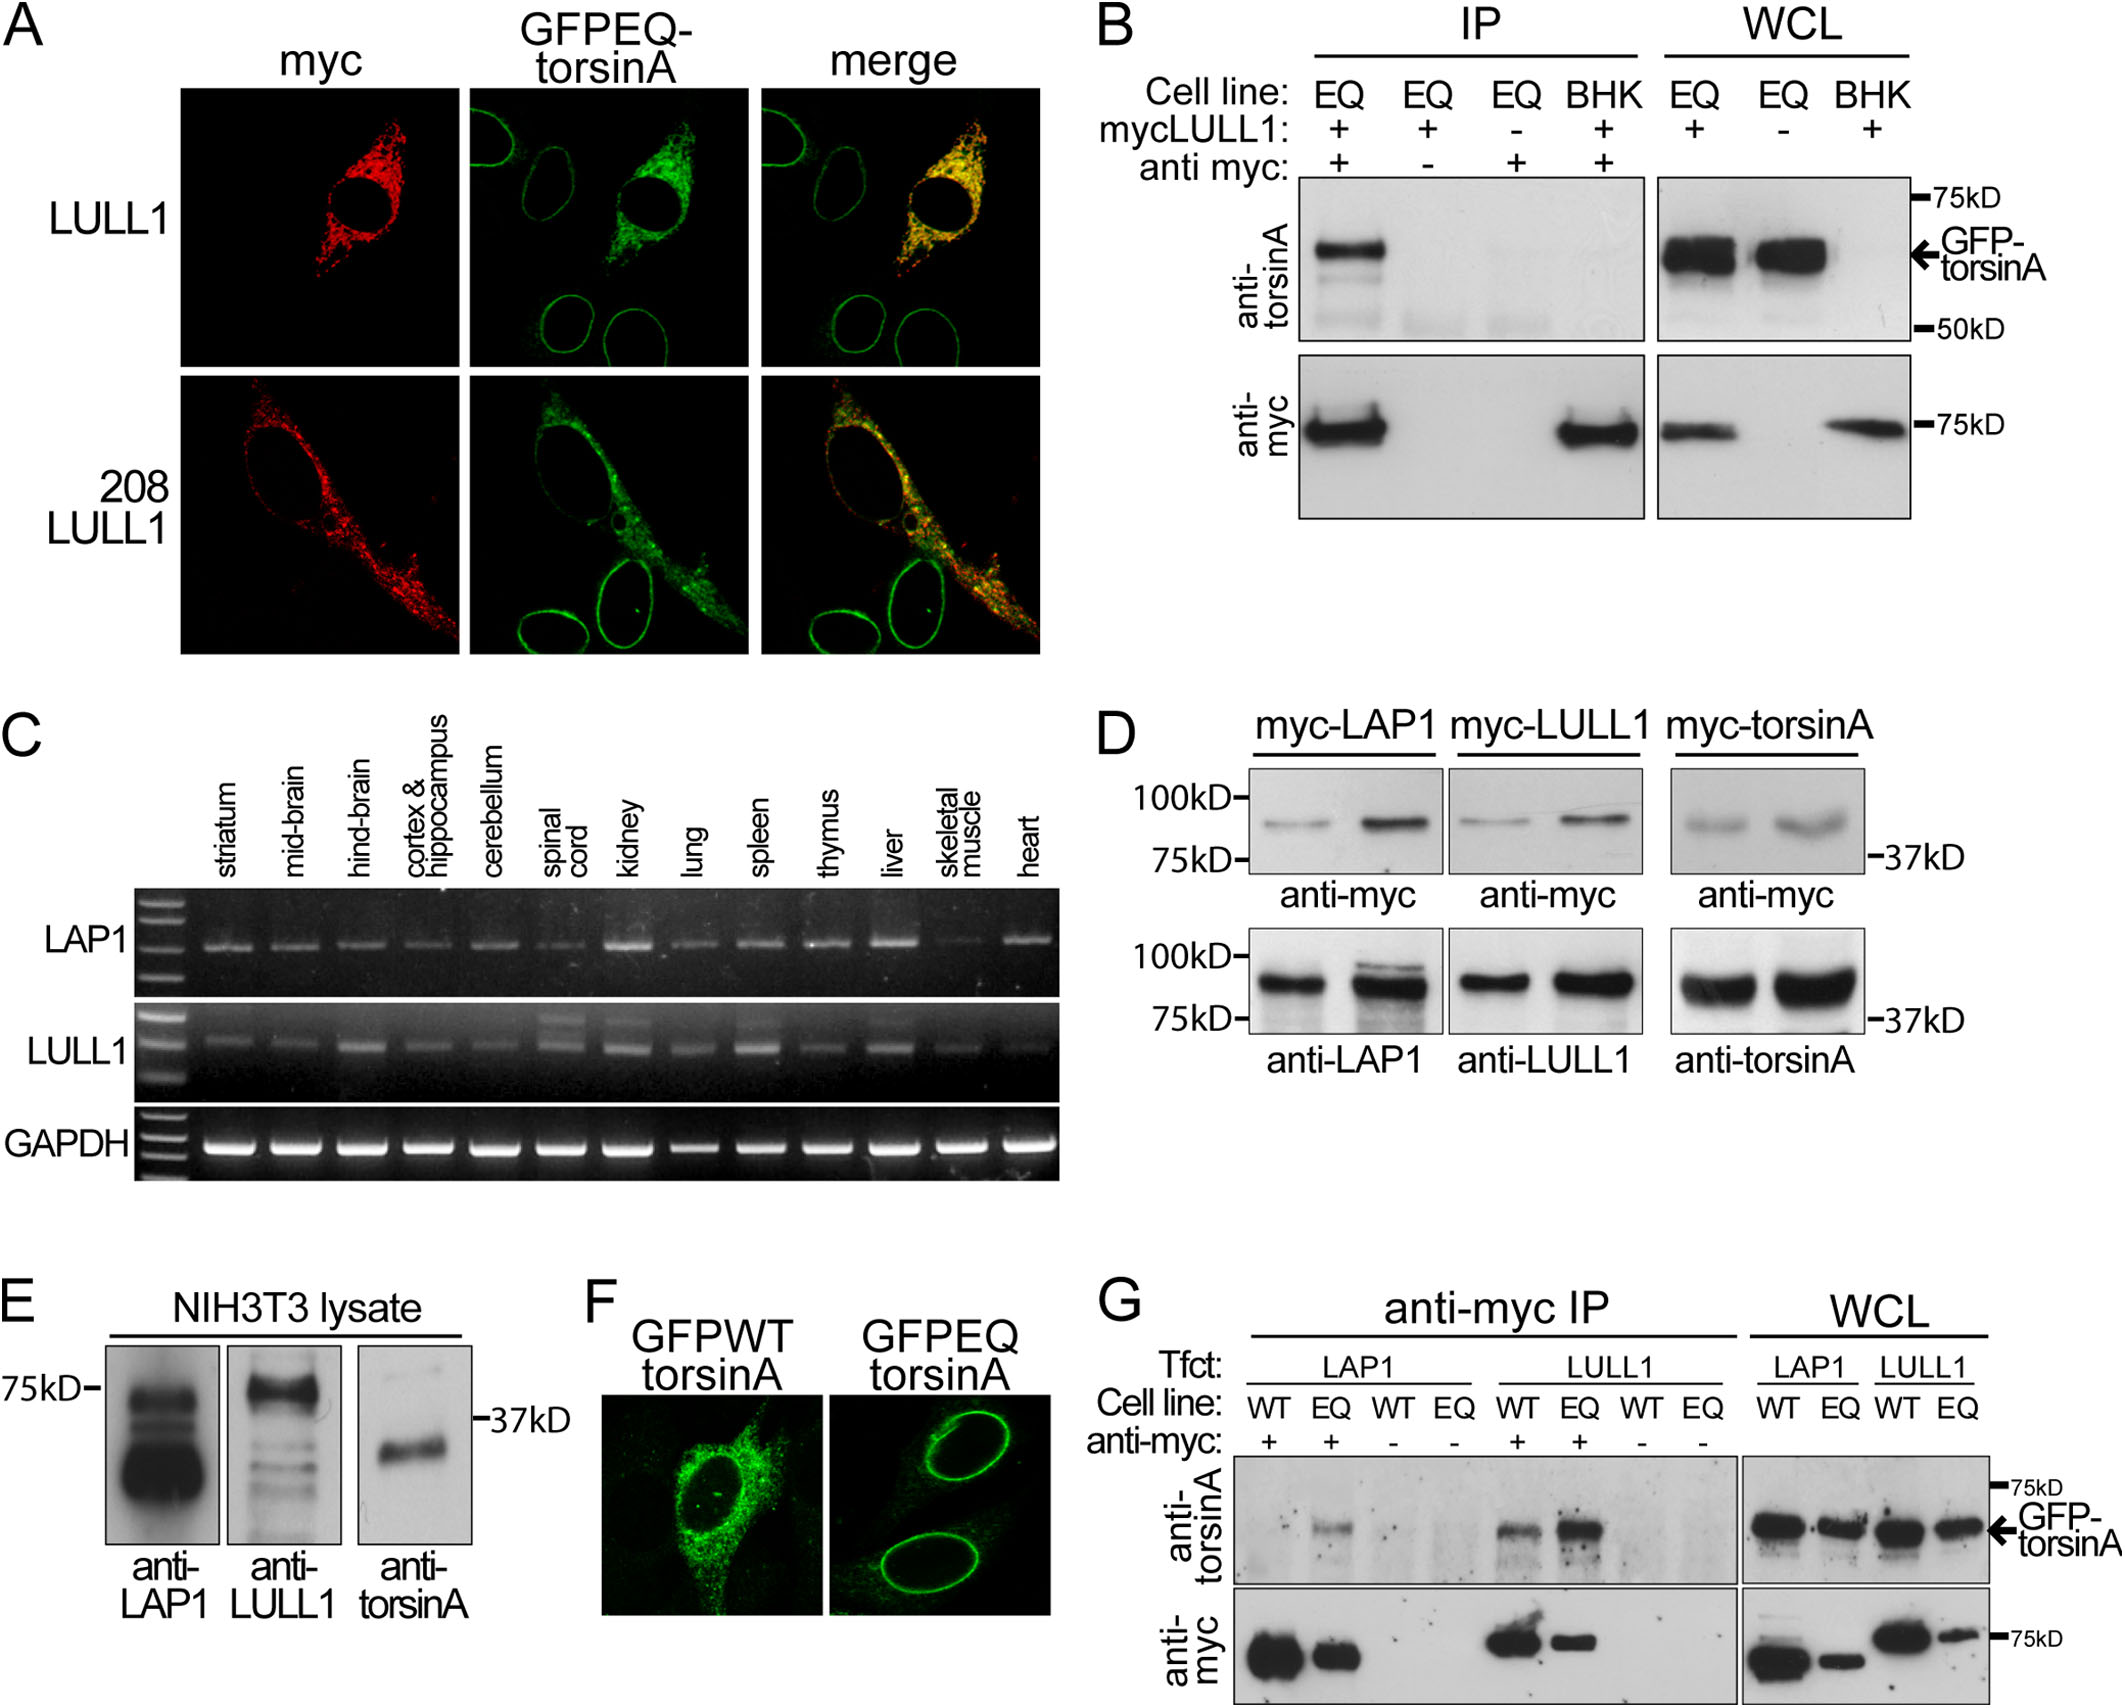 A
myc
GFPEQ-
torsinA
merge
LULL1
208
LULL1
B
IP
WCL
Cell line: EQ EQ EQ BHK EQ EQ BHK
mycLULL1: + + - + + - +
anti myc: + - + +
anti-
torsinA
75kD
GFP-
torsinA
50kD
anti-
myc
75kD
C
striatum
mid-brain
hind-brain
cortex &
hippocampus
cerebellum
spinal
cord
kidney
lung
spleen
thymus
liver
skeletal
muscle
heart
LAP1
LULL1
GAPDH
D
myc-LAP1 myc-LULL1 myc-torsinA
100kD
75kD
37kD
anti-myc anti-myc anti-myc
100kD
75kD
37kD
anti-LAP1 anti-LULL1 anti-torsinA
E
NIH3T3 lysate
75kD
37kD
anti-
LAP1
anti-
LULL1
anti-
torsinA
F
GFPWT
torsinA
GFPEQ
torsinA
G
anti-myc IP
WCL
Tfct: LAP1 LULL1 LAP1 LULL1
Cell line: WT EQ WT EQ WT EQ WT EQ WT EQ WT EQ
anti-myc: + + - - + + - -
anti-
torsinA
75kD
GFP-
torsinA
anti-
myc
75kD